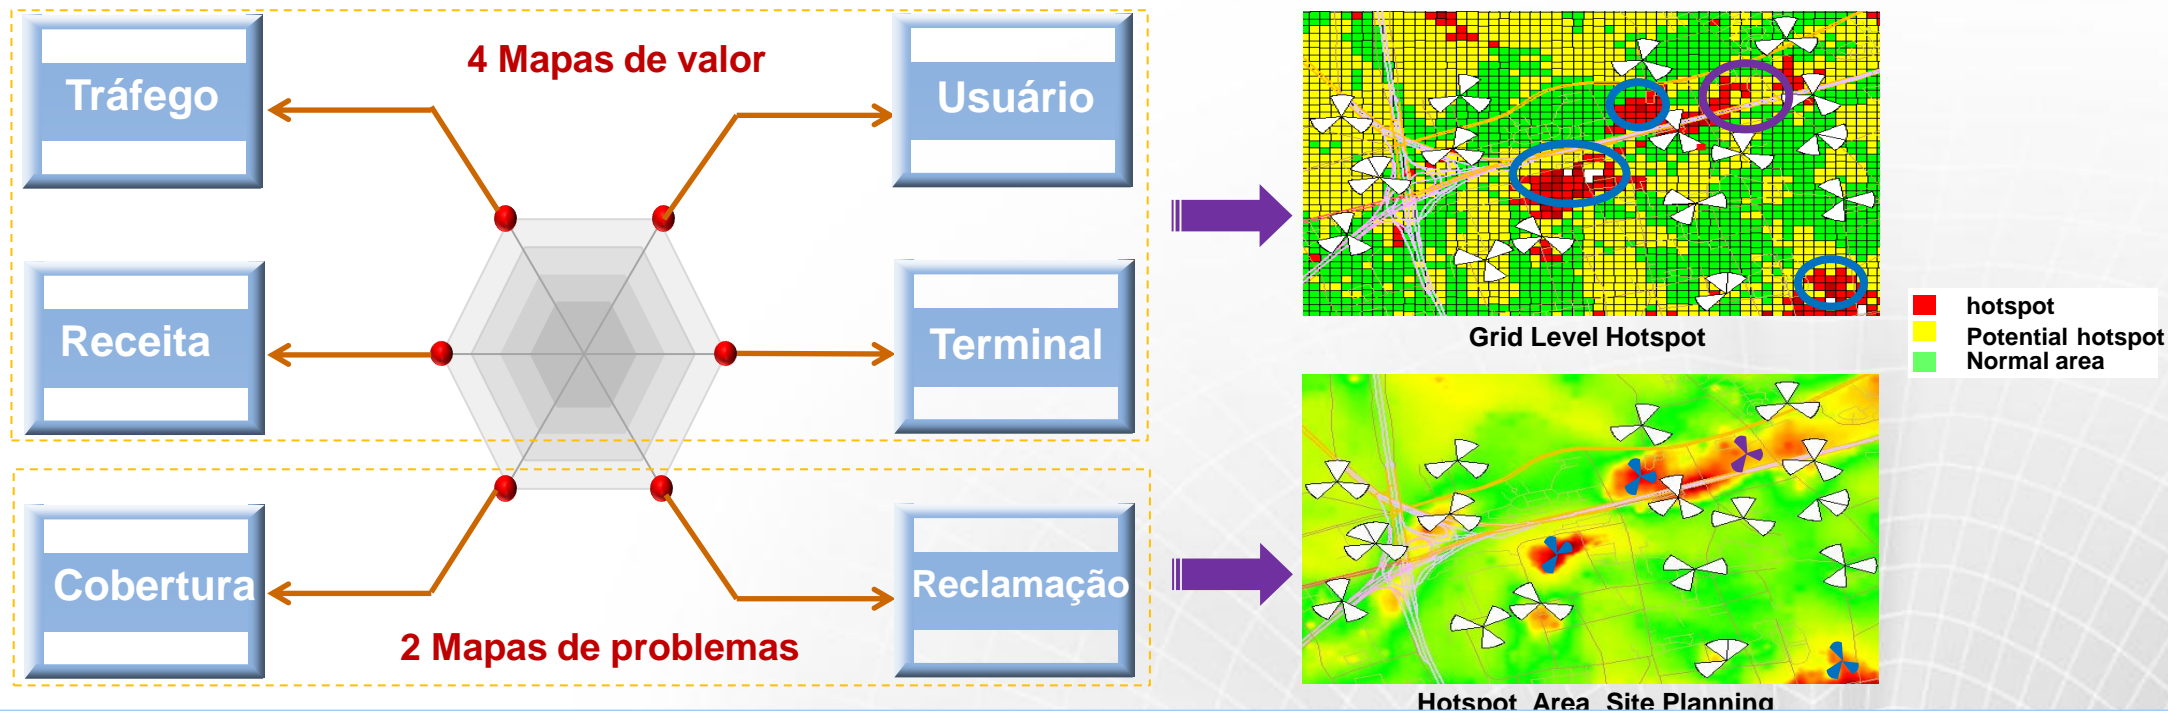 4 Mapas de valor
Tráfego
Usuário
Receita
Terminal
Cobertura
Reclamação
2 Mapas de problemas
Grid Level Hotspot
hotspot
Potential hotspot
Normal area
Hotspot Area Site Planning